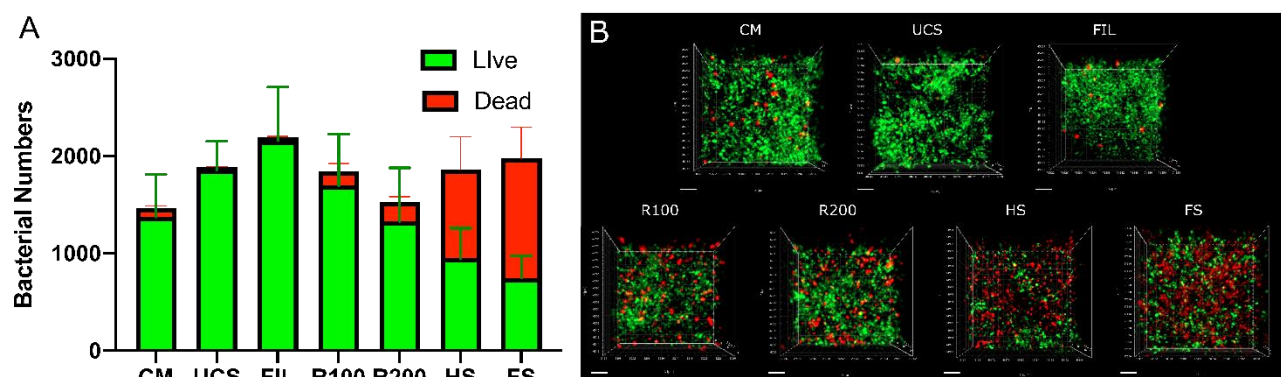 A
Bacterial Numbers
3000
2000
1000
0
LIve
Dead
CM UCS FIL R100 R200 HS FS
B
CM UCS FIL
R100 R200 HS FS